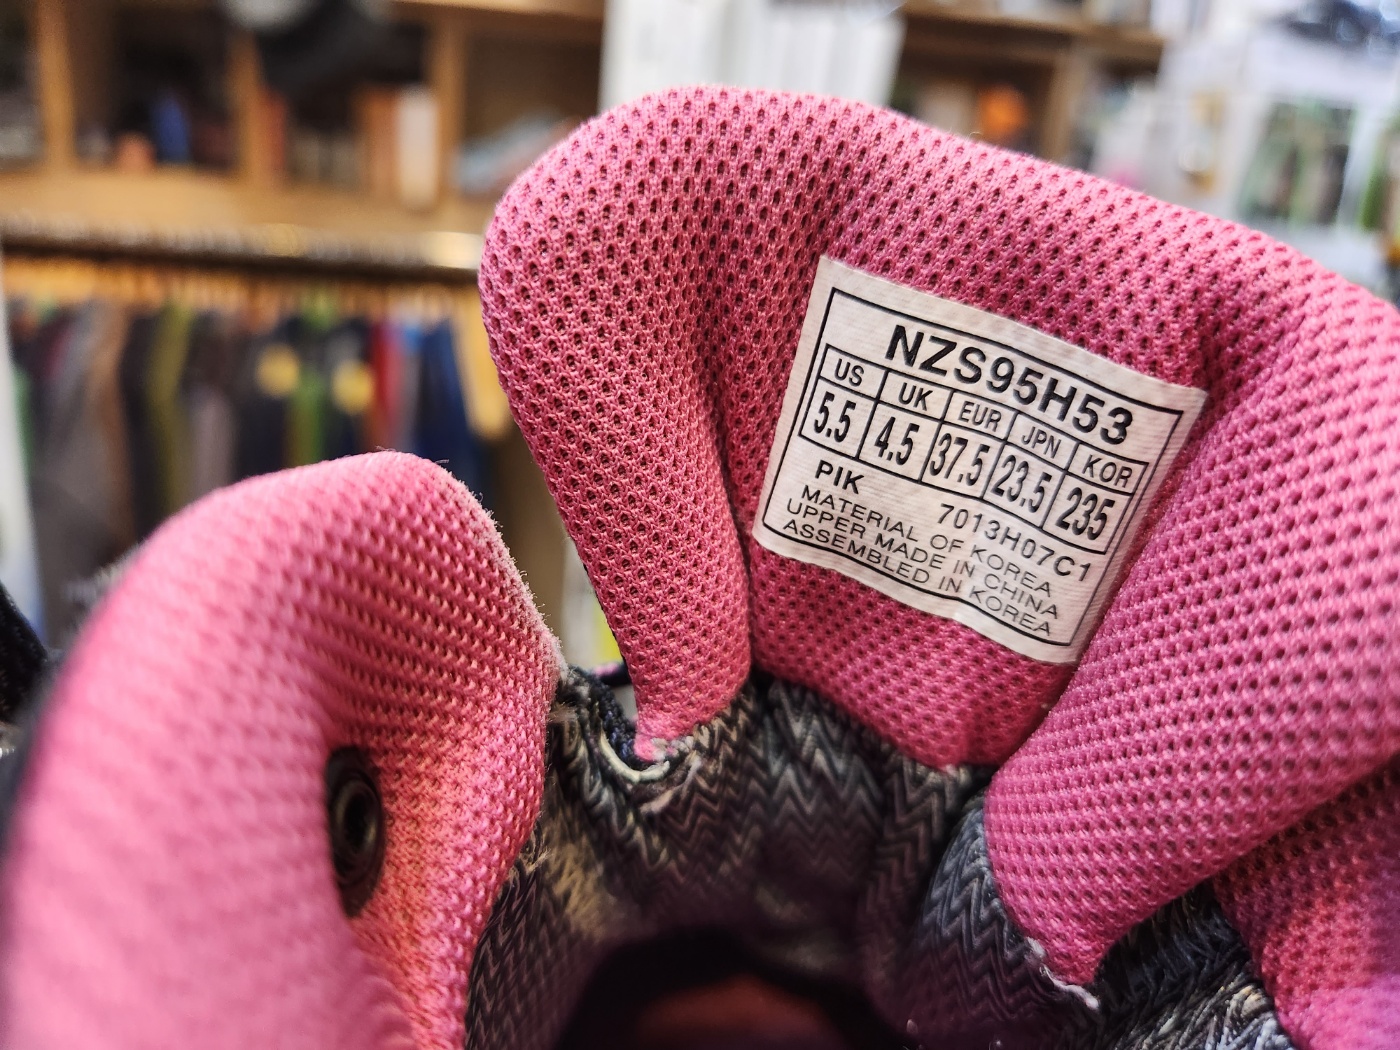 NZS95H53
US UK EUR JPN KOR
5.5 4.5 37.5 23.5 235
PIK 7013H07C1
MATERIAL OF KOREA
UPPER MADE IN CHINA
ASSEMBLED IN KOREA